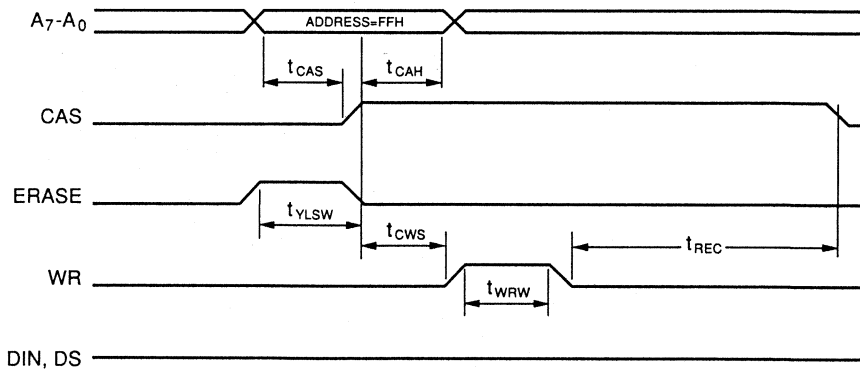 A₇-A₀ ADDRESS=FFH
tCAS tCAH
CAS
ERASE
tYLSW
tCWS
tREC
WR
tWRW
DIN, DS